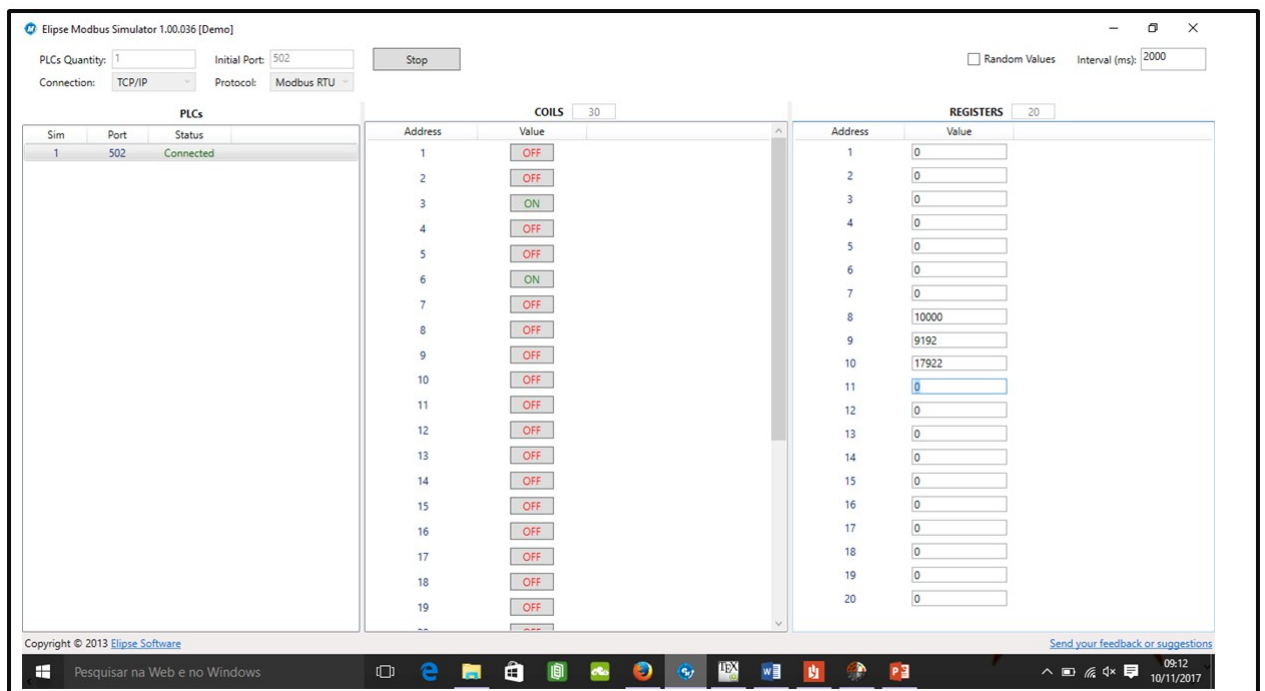 Elipse Modbus Simulator 1.00.036 [Demo]
PLCs Quantity: 1 Initial Port: 502 Stop Random Values Interval (ms): 2000
Connection: TCP/IP Protocol: Modbus RTU
PLCs COILS 30 REGISTERS 20
Sim Port Status Address Value Address Value
1 502 Connected 1 OFF 1 0
2 OFF 2 0
3 ON 3 0
4 OFF 4 0
5 OFF 5 0
6 ON 6 0
7 OFF 7 0
8 OFF 8 10000
9 OFF 9 9192
10 OFF 10 17922
11 OFF 11 0
12 OFF 12 0
13 OFF 13 0
14 OFF 14 0
15 OFF 15 0
16 OFF 16 0
17 OFF 17 0
18 OFF 18 0
19 OFF 19 0
20 0
Copyright © 2013 Elipse Software Send your feedback or suggestions
Pesquisar na Web e no Windows 09:12
10/11/2017